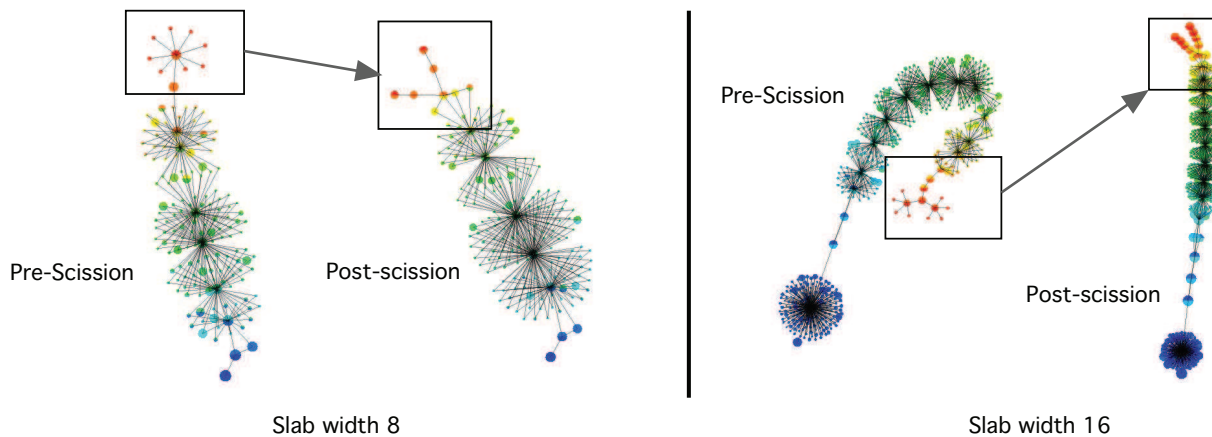 Pre-Scission
Post-scission
Slab width 8
Pre-Scission
Post-scission
Slab width 16